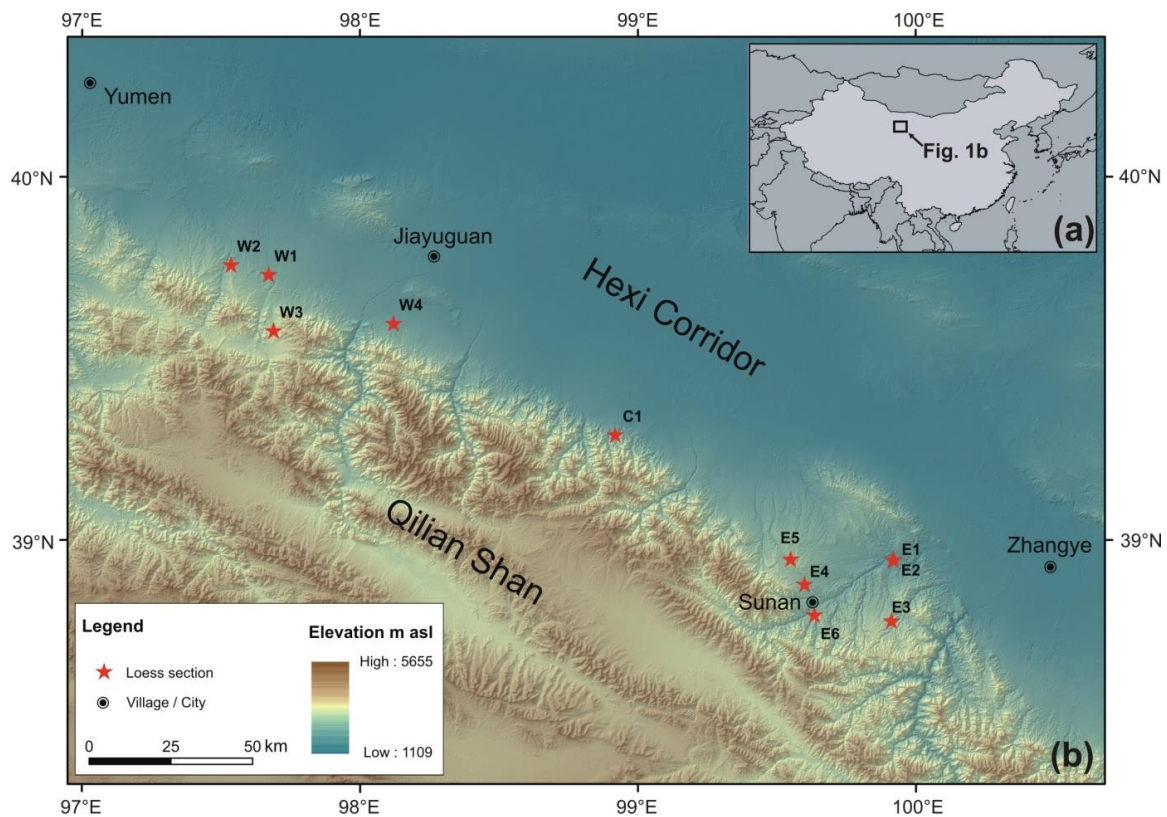 97°E 98°E 99°E 100°E
Yumen
Fig. 1b
(a)
40°N 40°N
Jiayuguan
W2
W1
W3
W4
Hexi Corridor
C1
Qilian Shan
39°N 39°N
E5
E4
E1
E2
Zhangye
Sunan
E6
E3
Legend
Loess section
Village / City
0 25 50 km
Elevation m asl
High : 5655
Low : 1109
(b)
97°E 98°E 99°E 100°E